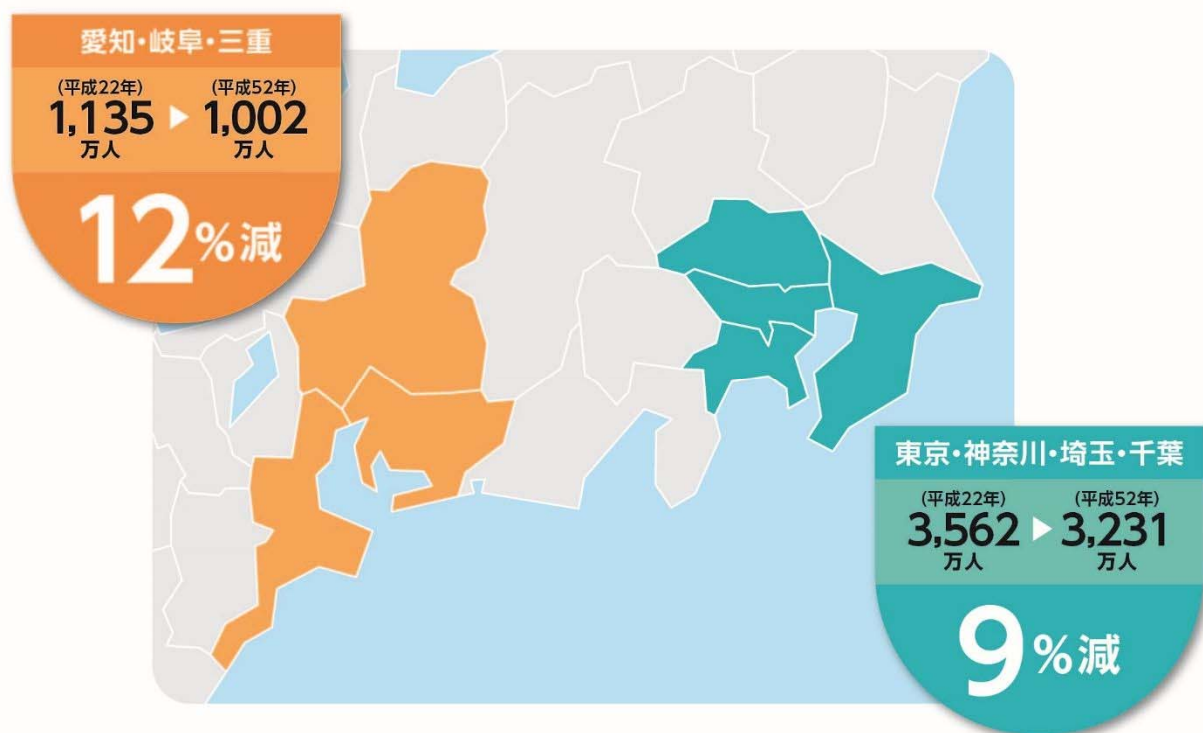 愛知・岐阜・三重
(平成22年) (平成52年)
1,135 ▶ 1,002
万人 万人
12%減
東京・神奈川・埼玉・千葉
(平成22年) (平成52年)
3,562 ▶ 3,231
万人 万人
9%減